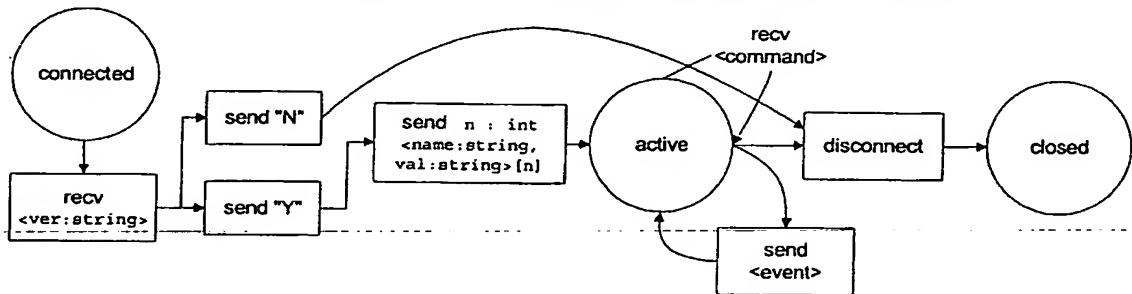 connected
recv
<ver:string>
send "N"
send "Y"
send n : int
<name:string,
val:string>[n]
recv
<command>
active
send
<event>
disconnect
closed